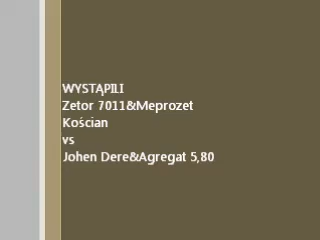 WYSTĄPILI
Zetor 7011&Meprozet
Kościan
vs
Johen Dere&Agregat 5,80